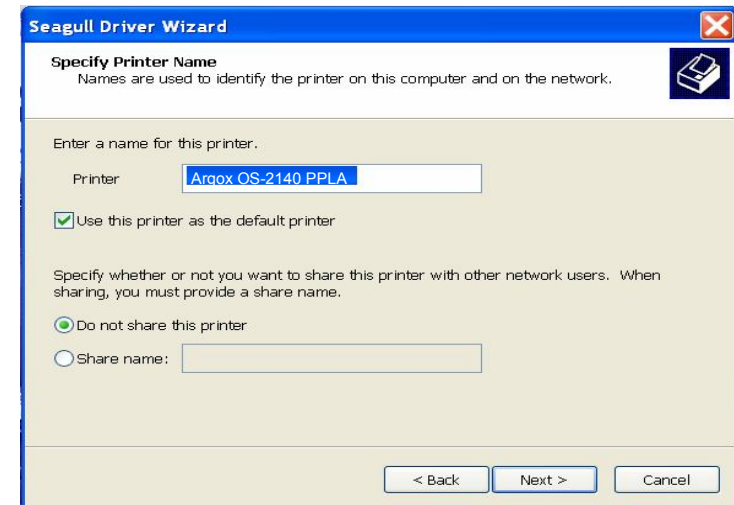 Seagull Driver Wizard
Specify Printer Name
Names are used to identify the printer on this computer and on the network.
Enter a name for this printer.
Printer Argox OS-2140 PPLA
Use this printer as the default printer
Specify whether or not you want to share this printer with other network users. When
sharing, you must provide a share name.
Do not share this printer
Share name:
< Back Next > Cancel